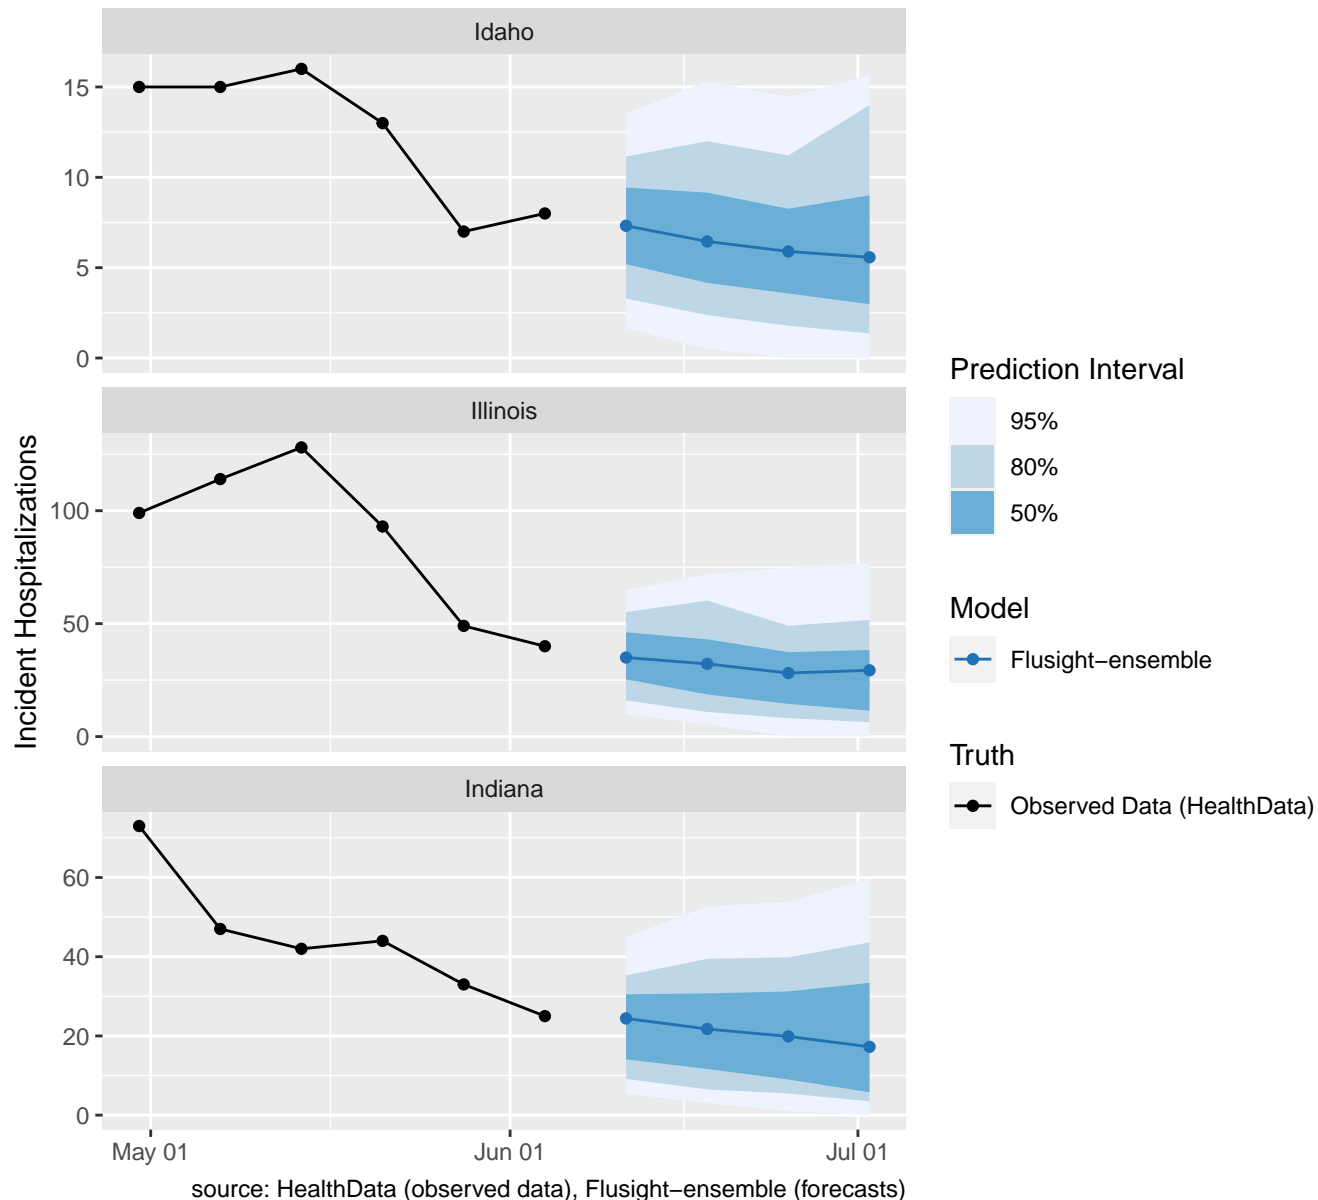 Idaho
15
10
5
0
Illinois
100
50
0
Indiana
60
40
20
0
May 01
Jun 01
Jul 01
Incident Hospitalizations
source: HealthData (observed data), Flusight−ensemble (forecasts)
Prediction Interval
95%
80%
50%
Model
Flusight−ensemble
Truth
Observed Data (HealthData)